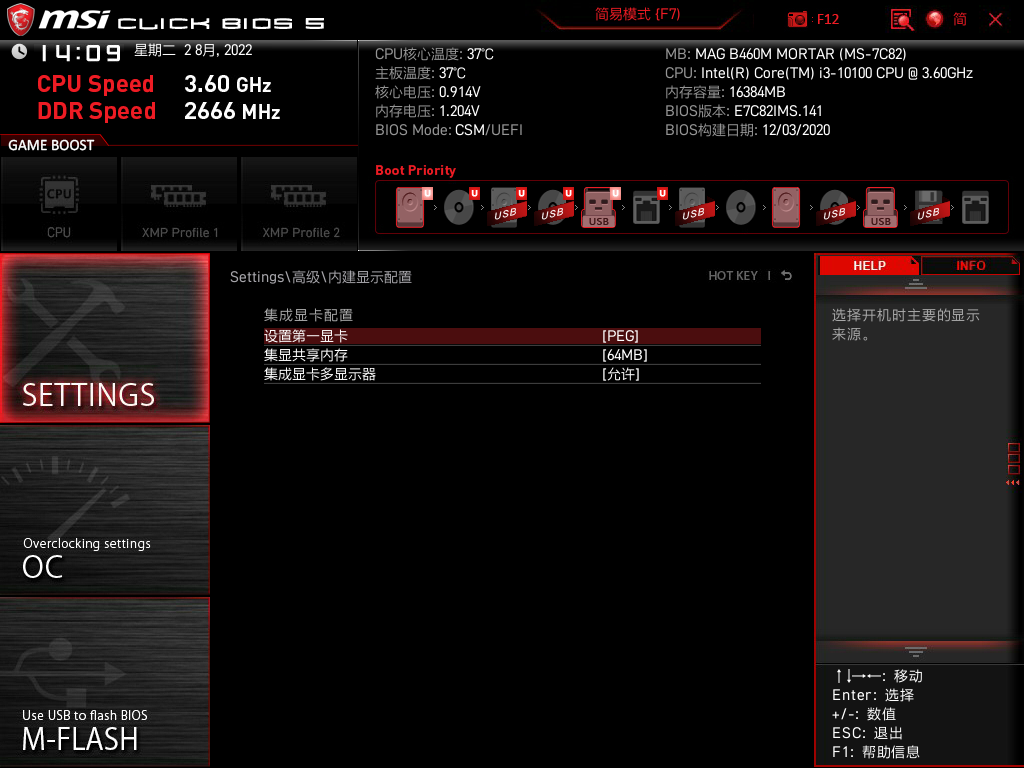 msi CLICK BIOS 5
简易模式 (F7)
: F12
简
14:09 星期二 2 8月, 2022
CPU Speed 3.60 GHz
DDR Speed 2666 MHz
CPU核心温度: 37℃
主板温度: 37℃
核心电压: 0.914V
内存电压: 1.204V
BIOS Mode: CSM/UEFI
MB: MAG B460M MORTAR (MS-7C82)
CPU: Intel(R) Core(TM) i3-10100 CPU @ 3.60GHz
内存容量: 16384MB
BIOS版本: E7C82IMS.141
BIOS构建日期: 12/03/2020
GAME BOOST
CPU
CPU
XMP Profile 1
XMP Profile 2
Boot Priority
U U U U U U
USB USB USB USB USB USB USB
SETTINGS
Overclocking settings
OC
Use USB to flash BIOS
M-FLASH
Settings\高级\内建显示配置
HOT KEY |
集成显卡配置
设置第一显卡 [PEG]
集显共享内存 [64MB]
集成显卡多显示器 [允许]
HELP INFO
选择开机时主要的显示
来源。
↑↓→←: 移动
Enter: 选择
+/-: 数值
ESC: 退出
F1: 帮助信息